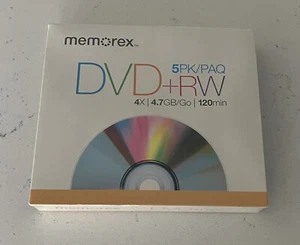 memorex
5PK/PAQ
DVD+RW
4X | 4.7GB/Go | 120min